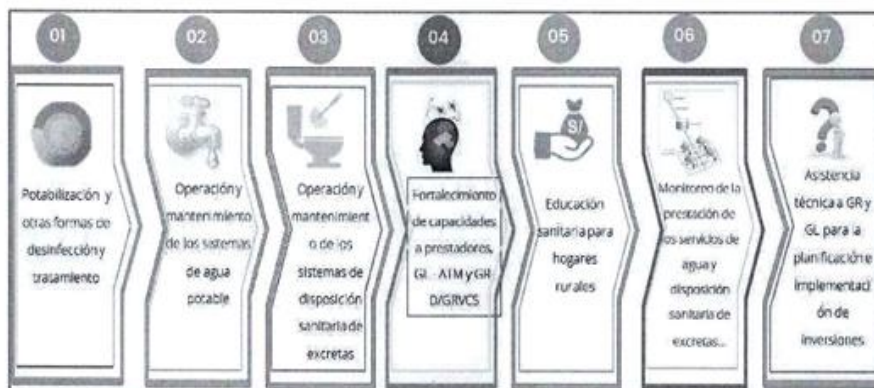 01
02
03
04
05
06
07
S/
Potabilización y
otras formas de
desinfección y
tratamiento
Operación y
mantenimiento
de los sistemas
de agua
potable
Operación y
mantenimient
o de los
sistemas de
disposición
sanitaria de
excretas
Fortalecimiento
de capacidades
a prestadores,
GL - ATM y GR
D/GRVCS
Educación
sanitaria para
hogares
rurales
Monitoreo de la
prestación de
los servicios de
agua y
disposición
sanitaria de
excretas...
Asistencia
técnica a GR y
GL para la
planificación e
implementaci
ón de
inversiones